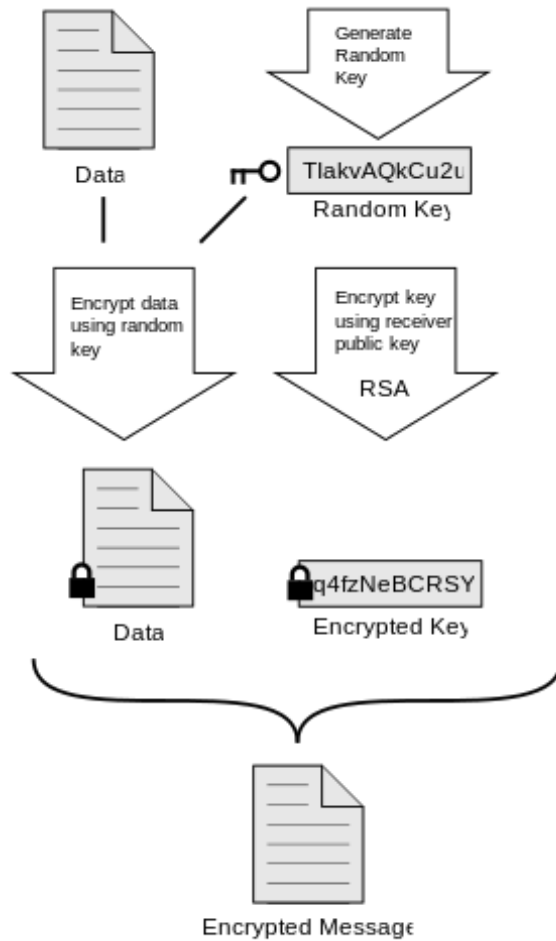 Generate
Random
Key
Data
TlakvAQkCu2u
Random Key
Encrypt data
using random
key
Encrypt key
using receiver
public key
RSA
q4fzNeBCRSY
Data
Encrypted Key
Encrypted Message